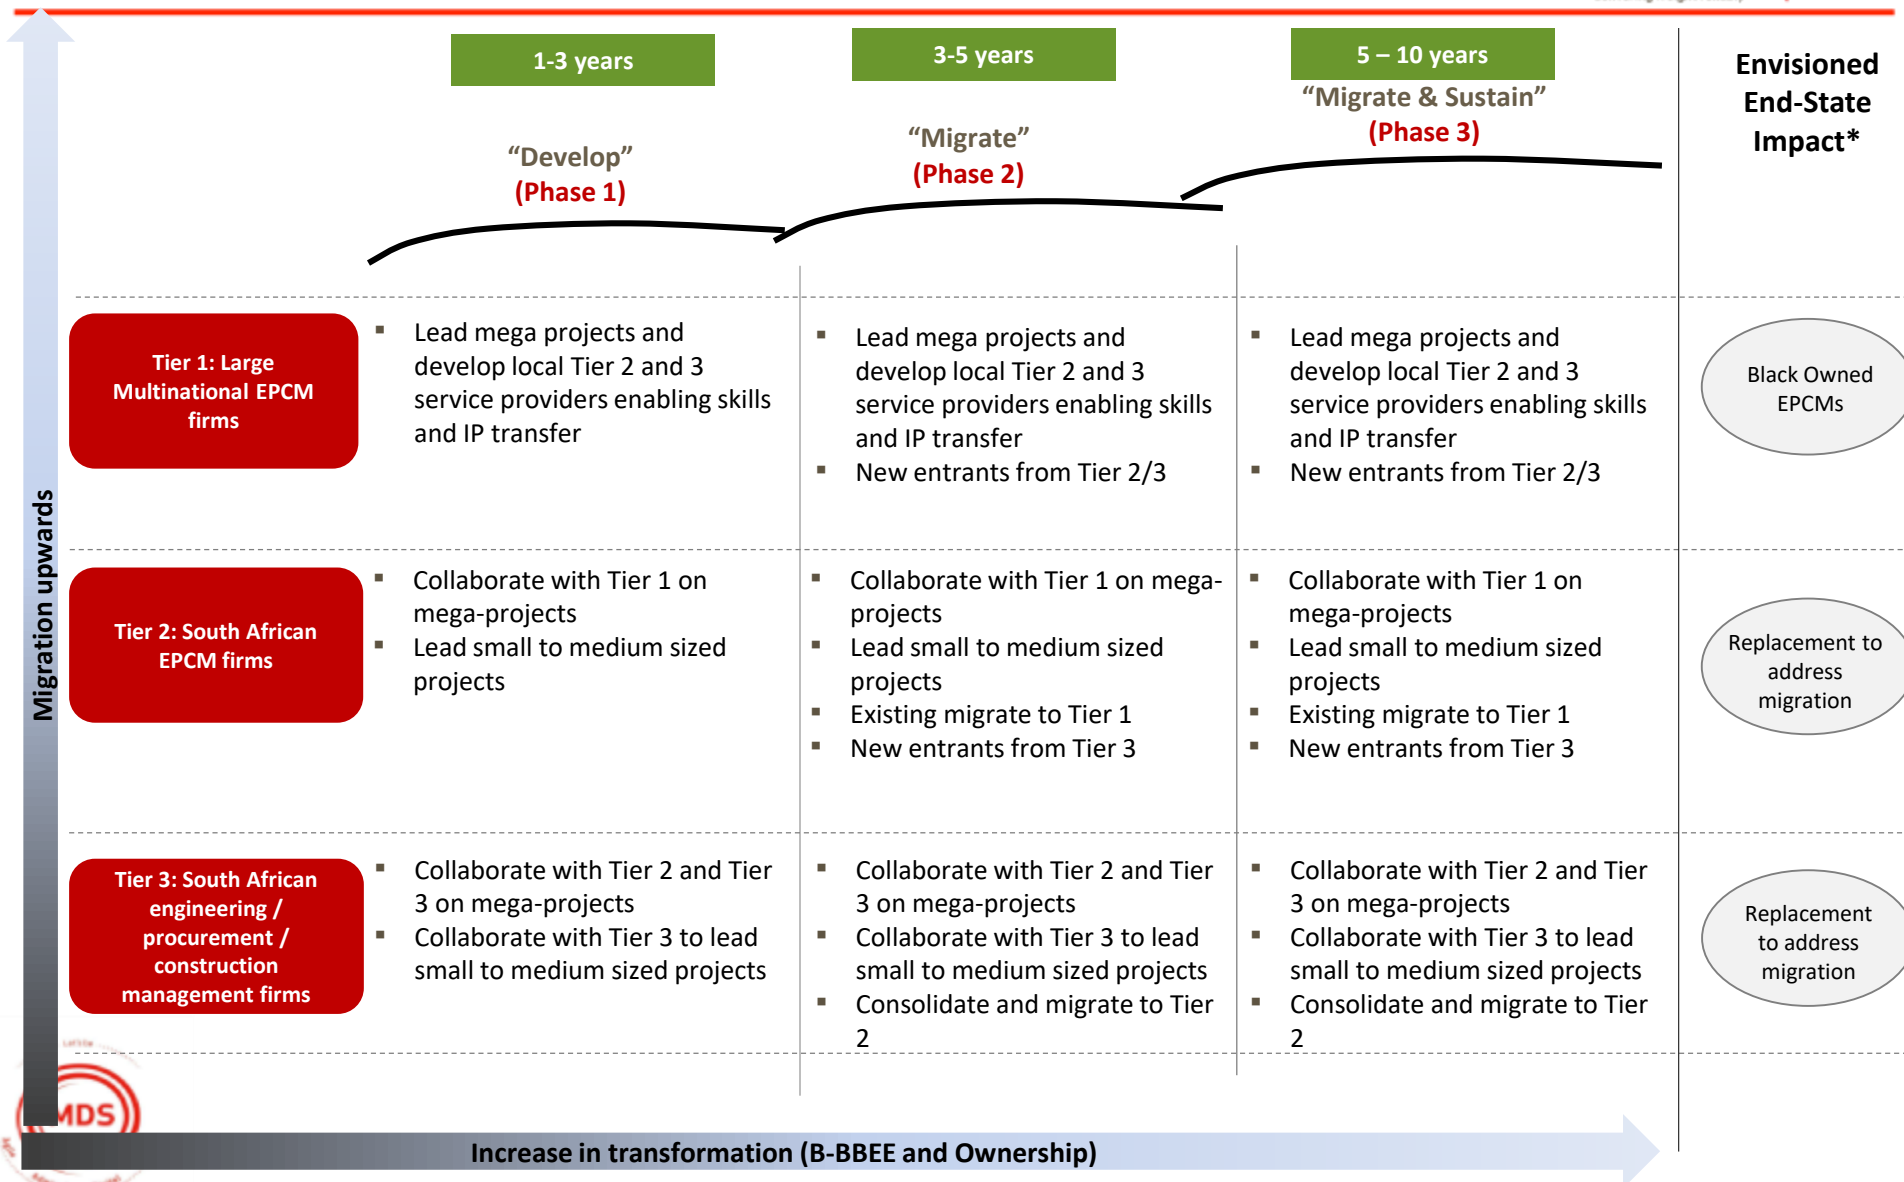 1-3 years
3-5 years
5 – 10 years
Envisioned
End-State
Impact*
“Develop”
(Phase 1)
“Migrate”
(Phase 2)
“Migrate & Sustain”
(Phase 3)
Migration upwards
Tier 1: Large
Multinational EPCM
firms
▪ Lead mega projects and
develop local Tier 2 and 3
service providers enabling skills
and IP transfer
▪ Lead mega projects and
develop local Tier 2 and 3
service providers enabling skills
and IP transfer
▪ New entrants from Tier 2/3
▪ Lead mega projects and
develop local Tier 2 and 3
service providers enabling skills
and IP transfer
▪ New entrants from Tier 2/3
Black Owned
EPCMs
Tier 2: South African
EPCM firms
▪ Collaborate with Tier 1 on
mega-projects
▪ Lead small to medium sized
projects
▪ Collaborate with Tier 1 on mega-
projects
▪ Lead small to medium sized
projects
▪ Existing migrate to Tier 1
▪ New entrants from Tier 3
▪ Collaborate with Tier 1 on
mega-projects
▪ Lead small to medium sized
projects
▪ Existing migrate to Tier 1
▪ New entrants from Tier 3
Replacement to
address
migration
Tier 3: South African
engineering /
procurement /
construction
management firms
▪ Collaborate with Tier 2 and Tier
3 on mega-projects
▪ Collaborate with Tier 3 to lead
small to medium sized projects
▪ Collaborate with Tier 2 and Tier
3 on mega-projects
▪ Collaborate with Tier 3 to lead
small to medium sized projects
▪ Consolidate and migrate to Tier
2
▪ Collaborate with Tier 2 and Tier
3 on mega-projects
▪ Collaborate with Tier 3 to lead
small to medium sized projects
▪ Consolidate and migrate to Tier
2
Replacement
to address
migration
MDS
Increase in transformation (B-BBEE and Ownership)